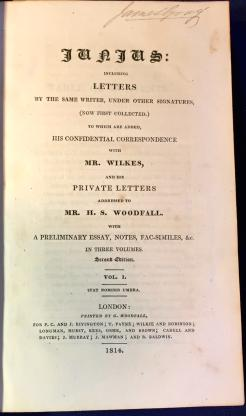 James Gray
JUNIUS:
INCLUDING
LETTERS
BY THE SAME WRITER, UNDER OTHER SIGNATURES,
(NOW FIRST COLLECTED.)
TO WHICH ARE ADDED,
HIS CONFIDENTIAL CORRESPONDENCE
WITH
MR. WILKES,
AND HIS
PRIVATE LETTERS
ADDRESSED TO
MR. H. S. WOODFALL.
WITH
A PRELIMINARY ESSAY, NOTES, FAC-SIMILES, &c.
IN THREE VOLUMES.
Second Edition.
VOL. I.
STAT NOMINIS UMBRA.
LONDON:
PRINTED BY G. WOODFALL,
FOR F. C. AND J. RIVINGTON; T. PAYNE; WILKIE AND ROBINSON;
LONGMAN, HURST, REES, ORME, AND BROWN; CADELL AND
DAVIES; J. MURRAY; J. MAWMAN; AND R. BALDWIN.
1814.